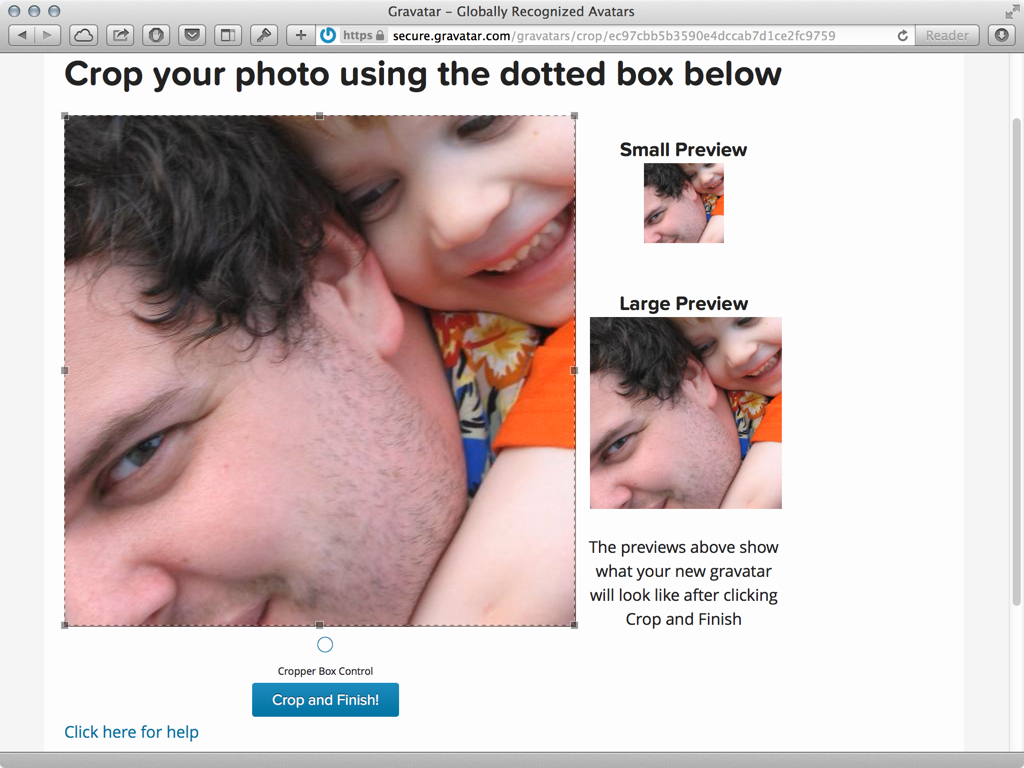 Gravatar – Globally Recognized Avatars
https secure.gravatar.com/gravatars/crop/ec97cbb5b3590e4dccab7d1ce2fc9759 Reader
Crop your photo using the dotted box below
Small Preview
Large Preview
The previews above show
what your new gravatar
will look like after clicking
Crop and Finish
Cropper Box Control
Crop and Finish!
Click here for help